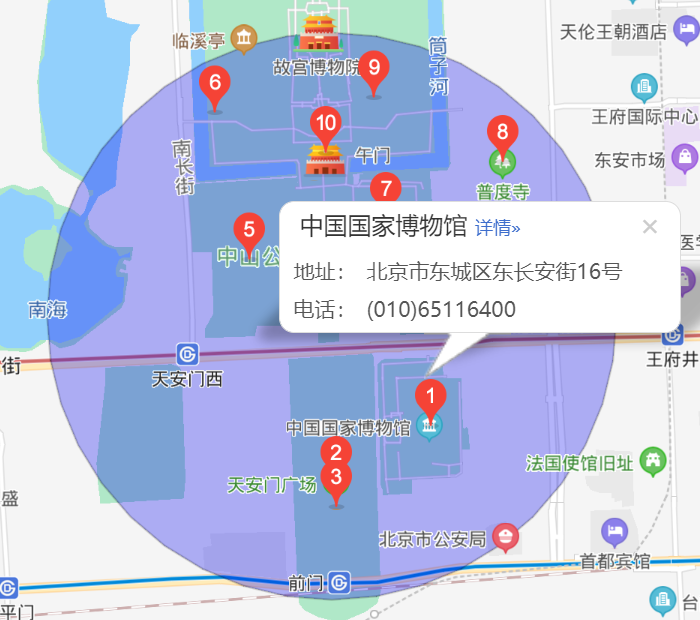 天伦王朝酒店
临溪亭
筒子河
故宫博物院
9
6
王府国际中心
10
8
南长街
午门
东安市场
7
普度寺
5
中国国家博物馆 详情»
×
中山公
医学
地址： 北京市东城区东长安街16号
南海
电话： (010)65116400
街
天安门西
王府井
1
中国国家博物馆
2
3
天安门广场
法国使馆旧址
盛
北京市公安局
首都宾馆
前门
平门
台